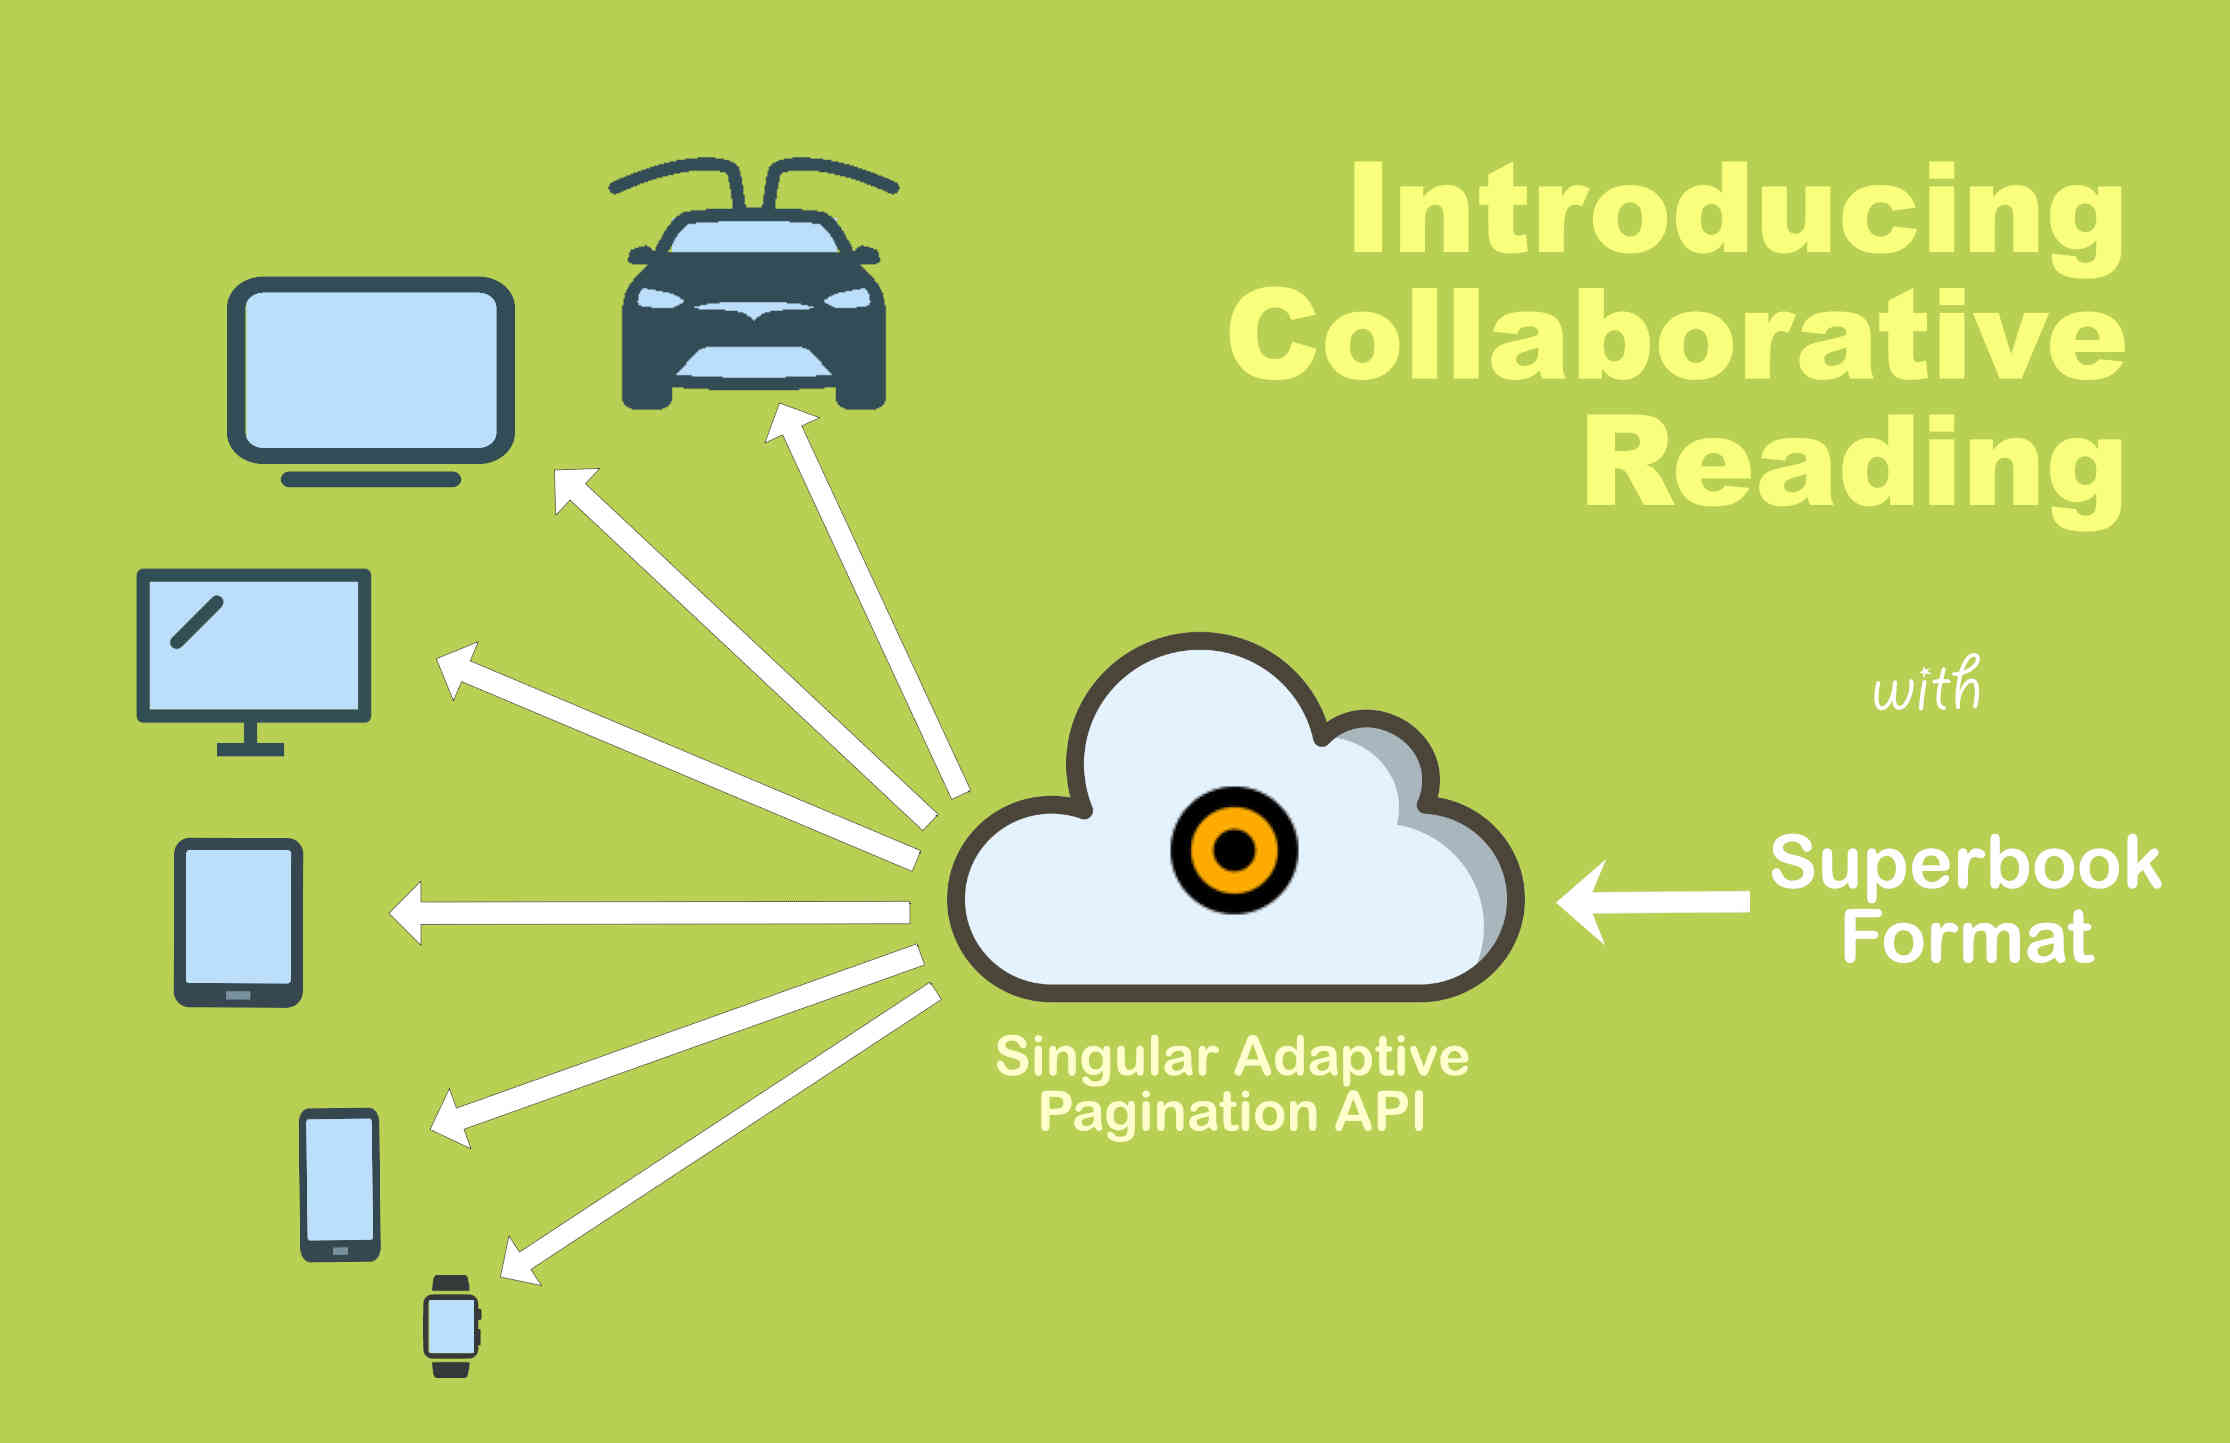 Introducing
Collaborative
Reading
with
Superbook
Format
Singular Adaptive
Pagination API